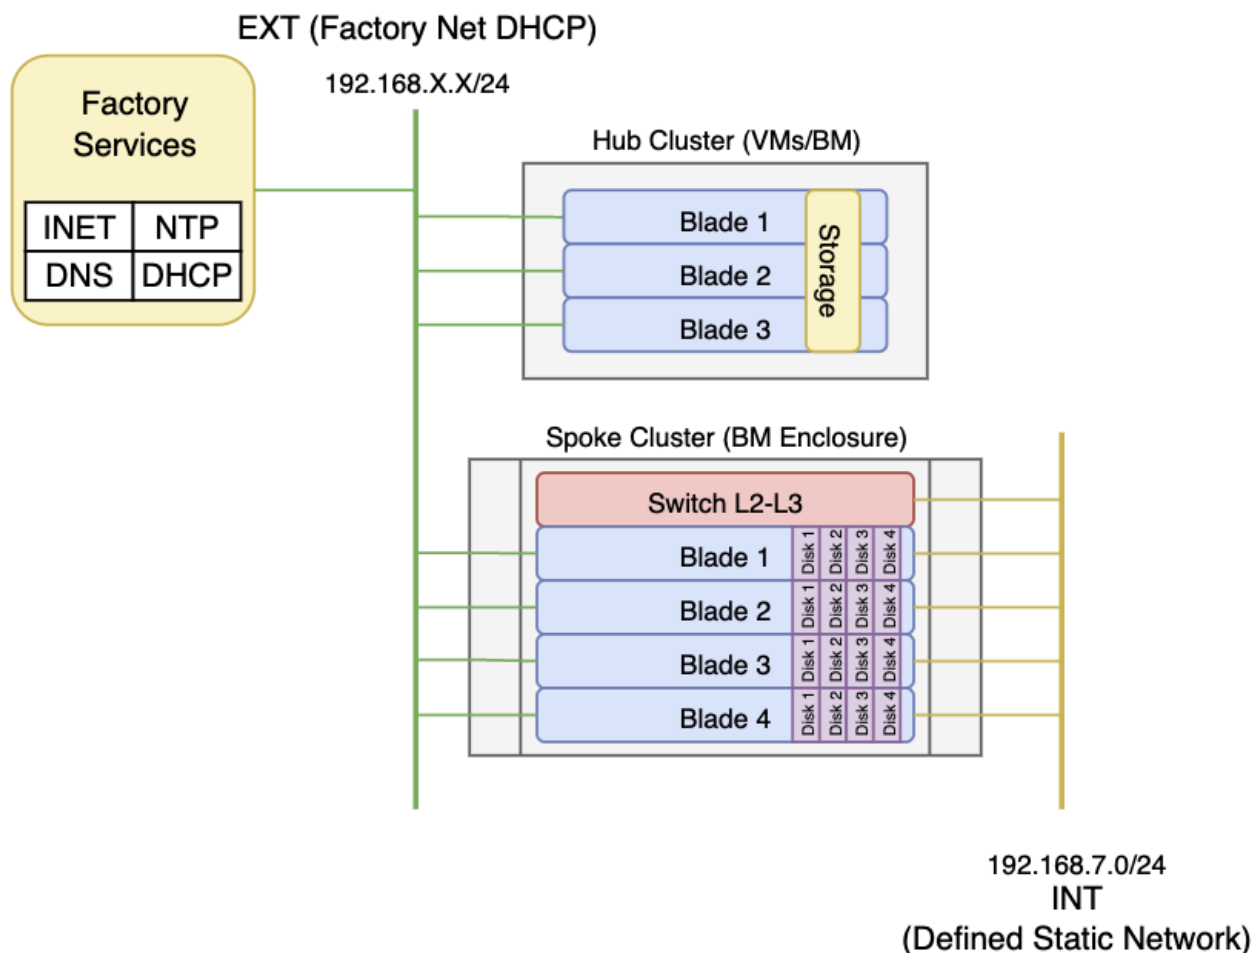 EXT (Factory Net DHCP)
192.168.X.X/24
Factory
Services
INET NTP
DNS DHCP
Hub Cluster (VMs/BM)
Blade 1
Blade 2
Blade 3
Storage
Spoke Cluster (BM Enclosure)
Switch L2-L3
Blade 1 Disk 1 Disk 2 Disk 3 Disk 4
Blade 2 Disk 1 Disk 2 Disk 3 Disk 4
Blade 3 Disk 1 Disk 2 Disk 3 Disk 4
Blade 4 Disk 1 Disk 2 Disk 3 Disk 4
192.168.7.0/24
INT
(Defined Static Network)